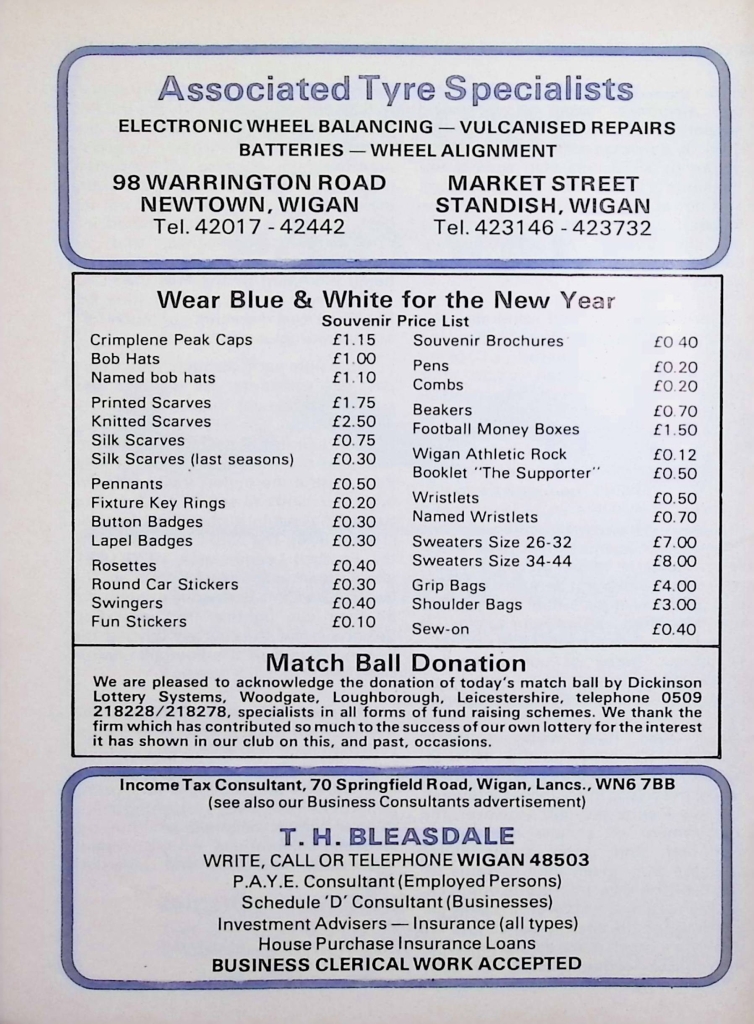 Associated Tyre Specialists
ELECTRONIC WHEEL BALANCING — VULCANISED REPAIRS
BATTERIES — WHEEL ALIGNMENT
98 WARRINGTON ROAD
NEWTOWN, WIGAN
Tel. 42017 - 42442
MARKET STREET
STANDISH, WIGAN
Tel. 423146 - 423732
Wear Blue & White for the New Year
Souvenir Price List
Crimplene Peak Caps £1.15
Bob Hats £1.00
Named bob hats £1.10
Printed Scarves £1.75
Knitted Scarves £2.50
Silk Scarves £0.75
Silk Scarves (last seasons) £0.30
Pennants £0.50
Fixture Key Rings £0.20
Button Badges £0.30
Lapel Badges £0.30
Rosettes £0.40
Round Car Stickers £0.30
Swingers £0.40
Fun Stickers £0.10
Souvenir Brochures £0 40
Pens £0.20
Combs £0.20
Beakers £0.70
Football Money Boxes £1.50
Wigan Athletic Rock £0.12
Booklet "The Supporter" £0.50
Wristlets £0.50
Named Wristlets £0.70
Sweaters Size 26-32 £7.00
Sweaters Size 34-44 £8.00
Grip Bags £4.00
Shoulder Bags £3.00
Sew-on £0.40
Match Ball Donation
We are pleased to acknowledge the donation of today's match ball by Dickinson
Lottery Systems, Woodgate, Loughborough, Leicestershire, telephone 0509
218228/218278, specialists in all forms of fund raising schemes. We thank the
firm which has contributed so much to the success of our own lottery for the interest
it has shown in our club on this, and past, occasions.
Income Tax Consultant, 70 Springfield Road, Wigan, Lancs., WN6 7BB
(see also our Business Consultants advertisement)
T. H. BLEASDALE
WRITE, CALL OR TELEPHONE WIGAN 48503
P.A.Y.E. Consultant (Employed Persons)
Schedule 'D' Consultant (Businesses)
Investment Advisers — Insurance (all types)
House Purchase Insurance Loans
BUSINESS CLERICAL WORK ACCEPTED